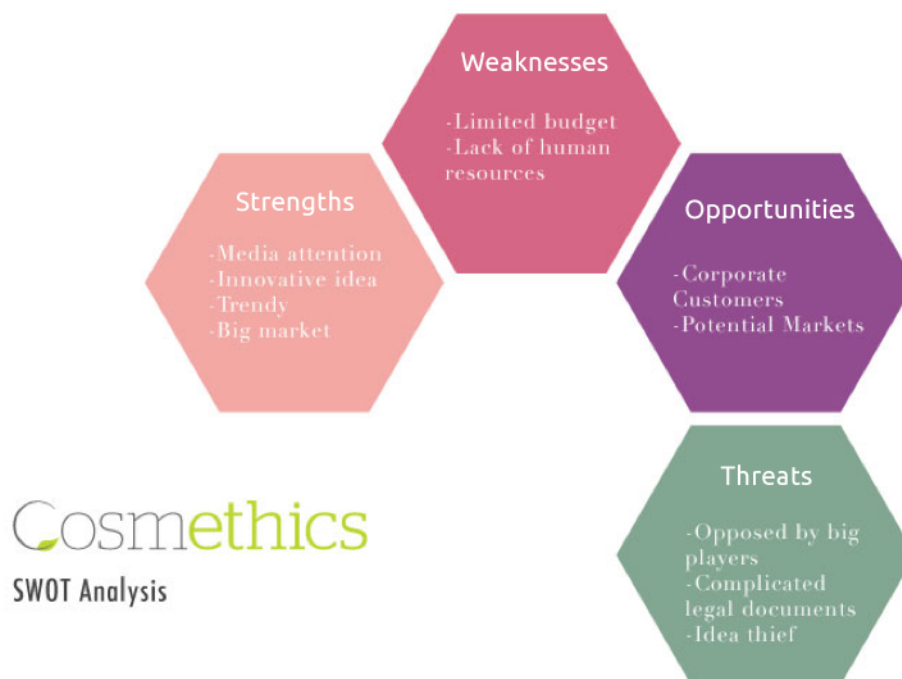 Weaknesses
-Limited budget
-Lack of human
resources
Strengths
-Media attention
-Innovative idea
-Trendy
-Big market
Opportunities
-Corporate
Customers
-Potential Markets
Threats
-Opposed by big
players
-Complicated
legal documents
-Idea thief
Cosmethics
SWOT Analysis